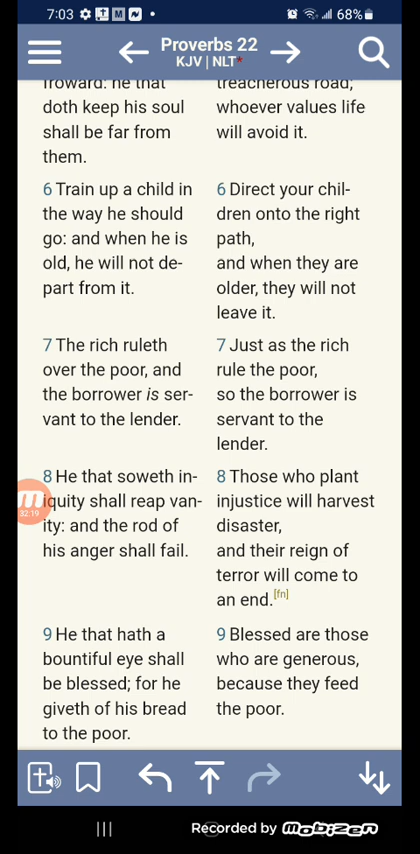 7:03 M N 68%
Proverbs 22
KJV | NLT*
froward: he that
doth keep his soul
shall be far from
them.
treacherous road;
whoever values life
will avoid it.
6 Train up a child in
the way he should
go: and when he is
old, he will not de-
part from it.
6 Direct your chil-
dren onto the right
path,
and when they are
older, they will not
leave it.
7 The rich ruleth
over the poor, and
the borrower is ser-
vant to the lender.
7 Just as the rich
rule the poor,
so the borrower is
servant to the
lender.
8 He that soweth in-
iquity shall reap van-
ity: and the rod of
his anger shall fail.
8 Those who plant
injustice will harvest
disaster,
and their reign of
terror will come to
an end.[fn]
9 He that hath a
bountiful eye shall
be blessed; for he
giveth of his bread
to the poor.
9 Blessed are those
who are generous,
because they feed
the poor.
m
32:19
Recorded by mobizen